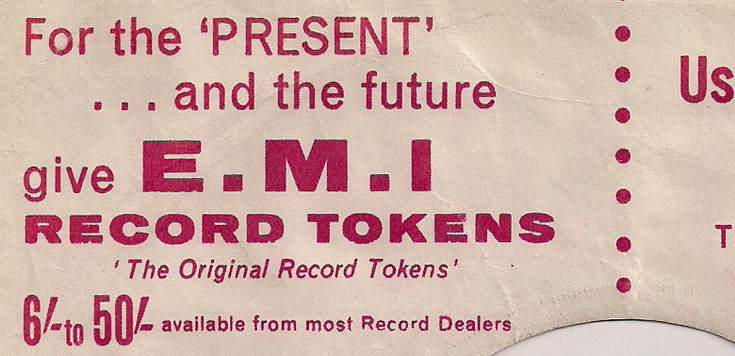 For the ‘PRESENT’
... and the future
give E.M.I
RECORD TOKENS
‘The Original Record Tokens’
6/- to 50/- available from most Record Dealers
Us
T